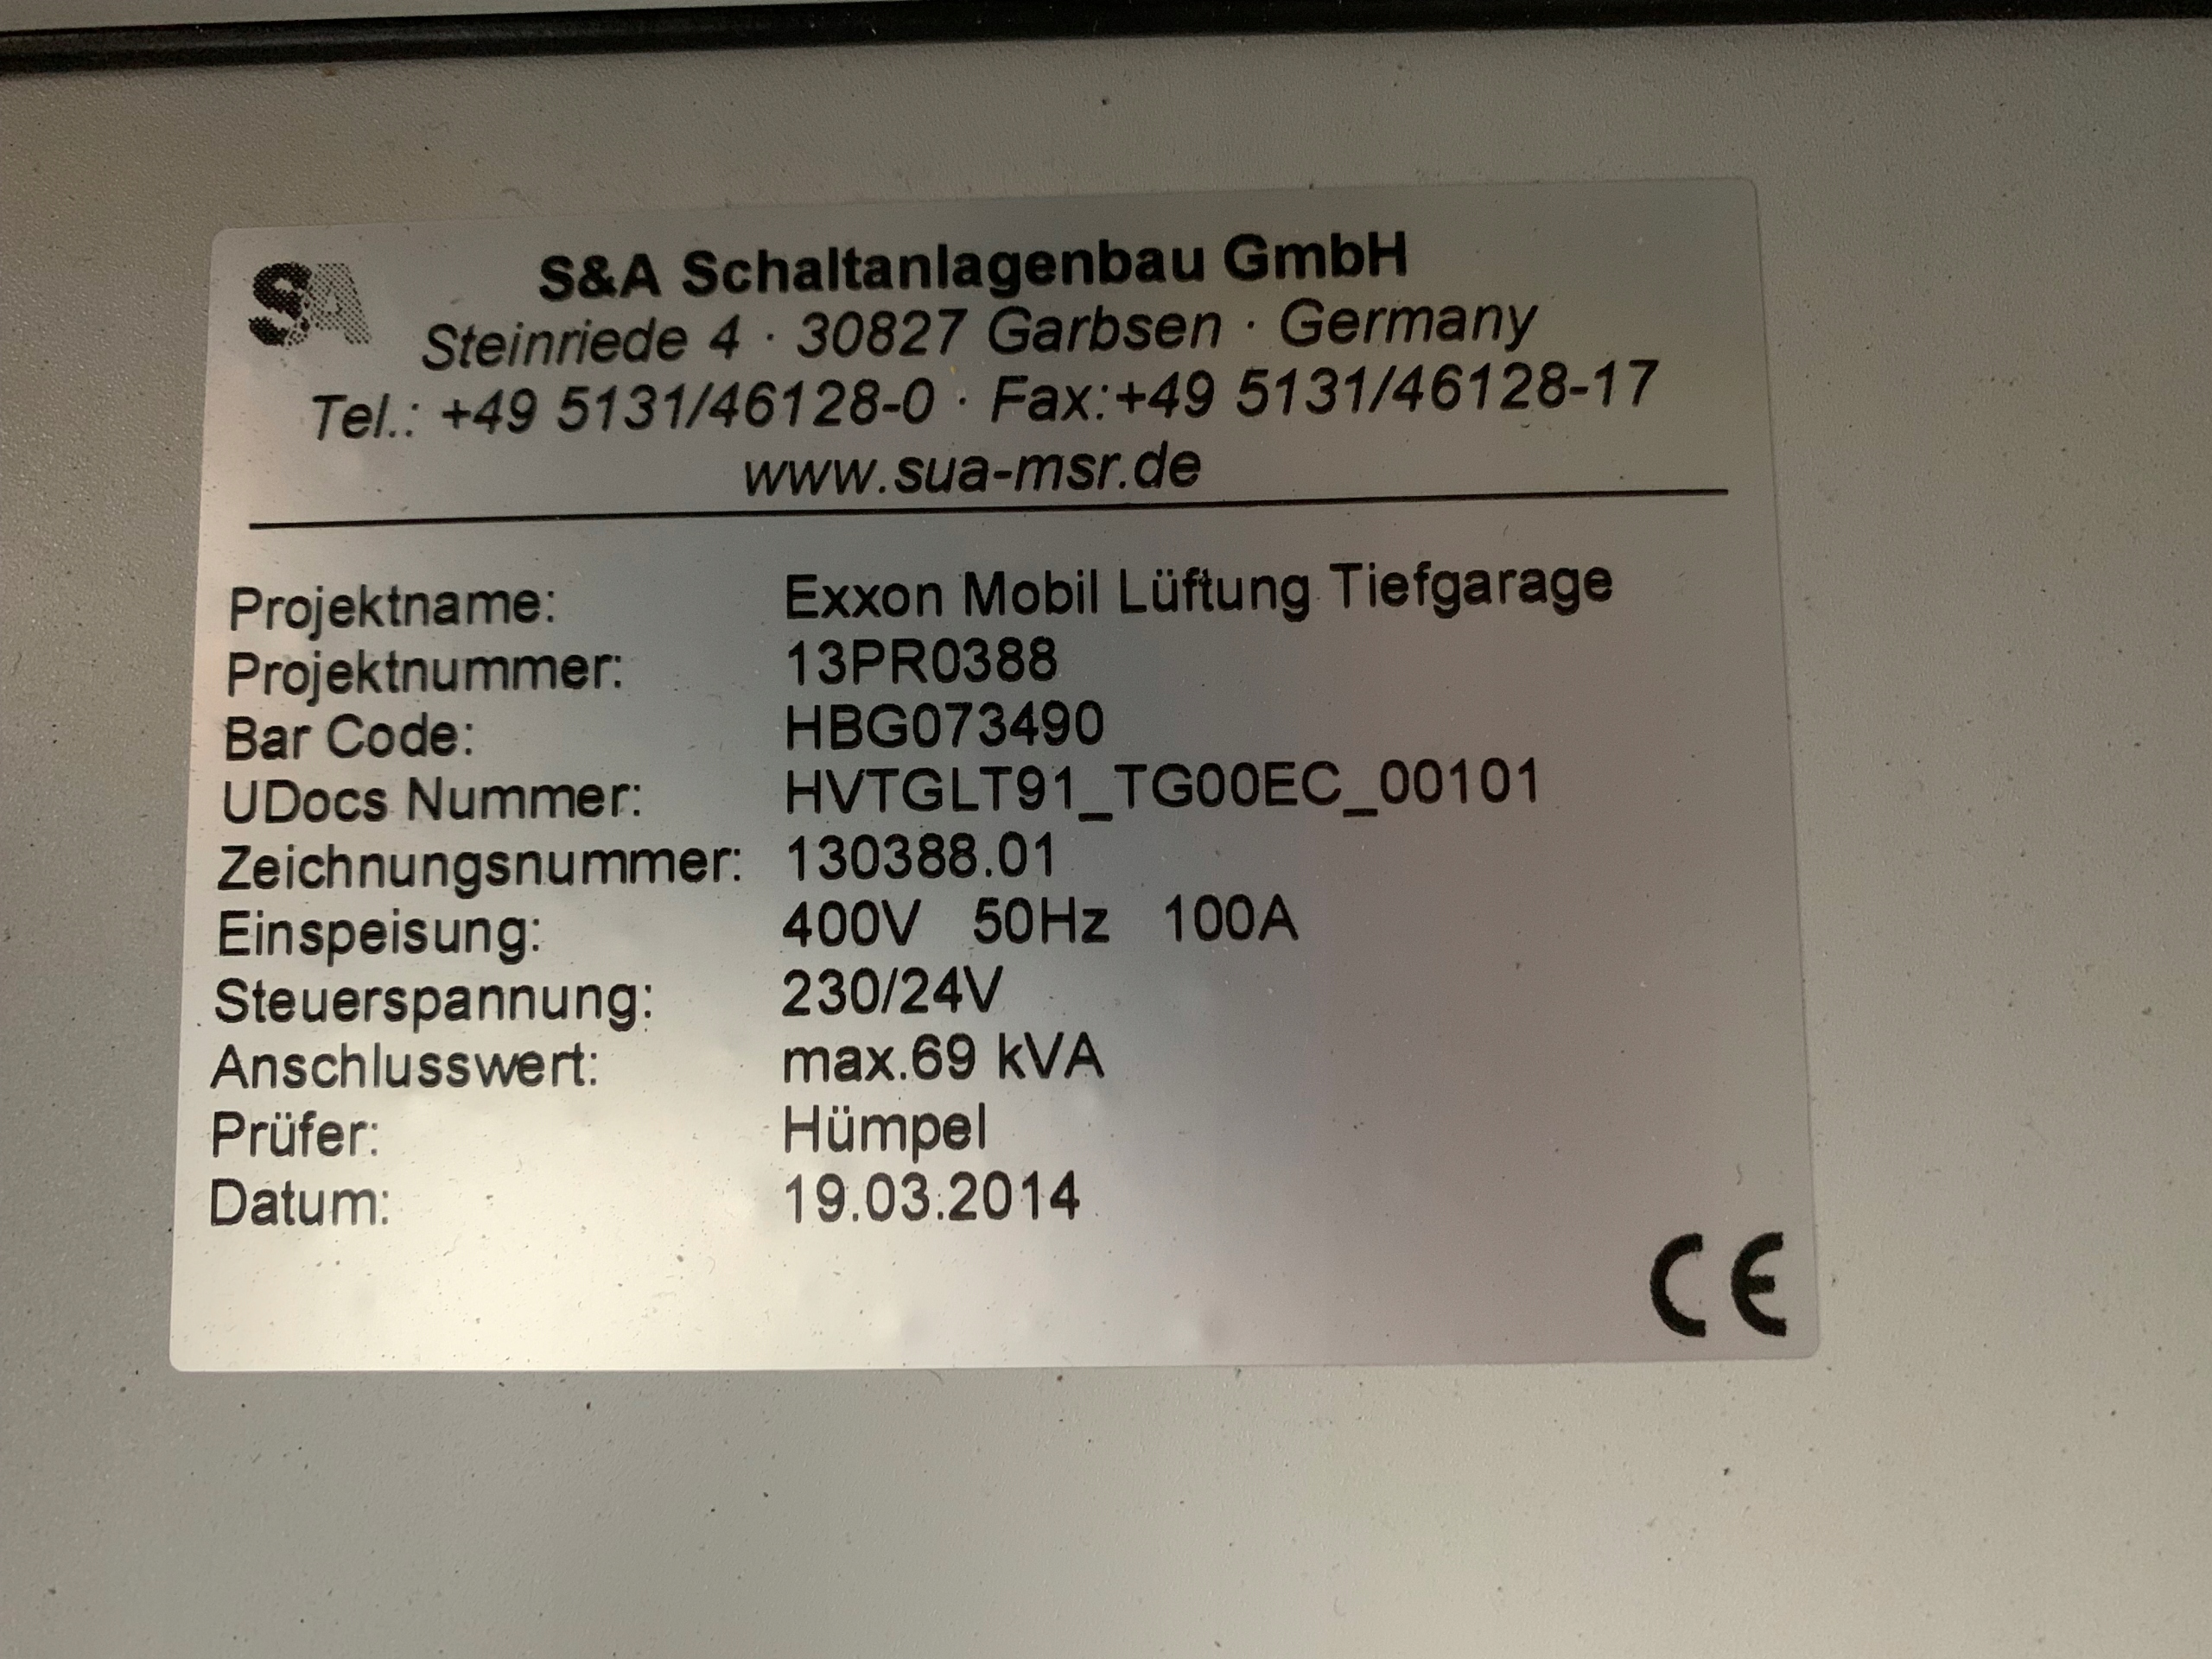 SA
S&A Schaltanlagenbau GmbH
Steinriede 4 · 30827 Garbsen · Germany
Tel.: +49 5131/46128-0 · Fax:+49 5131/46128-17
www.sua-msr.de
Projektname: Exxon Mobil Lüftung Tiefgarage
Projektnummer: 13PR0388
Bar Code: HBG073490
UDocs Nummer: HVTGLT91_TG00EC_00101
Zeichnungsnummer: 130388.01
Einspeisung: 400V 50Hz 100A
Steuerspannung: 230/24V
Anschlusswert: max.69 kVA
Prüfer: Hümpel
Datum: 19.03.2014
CE